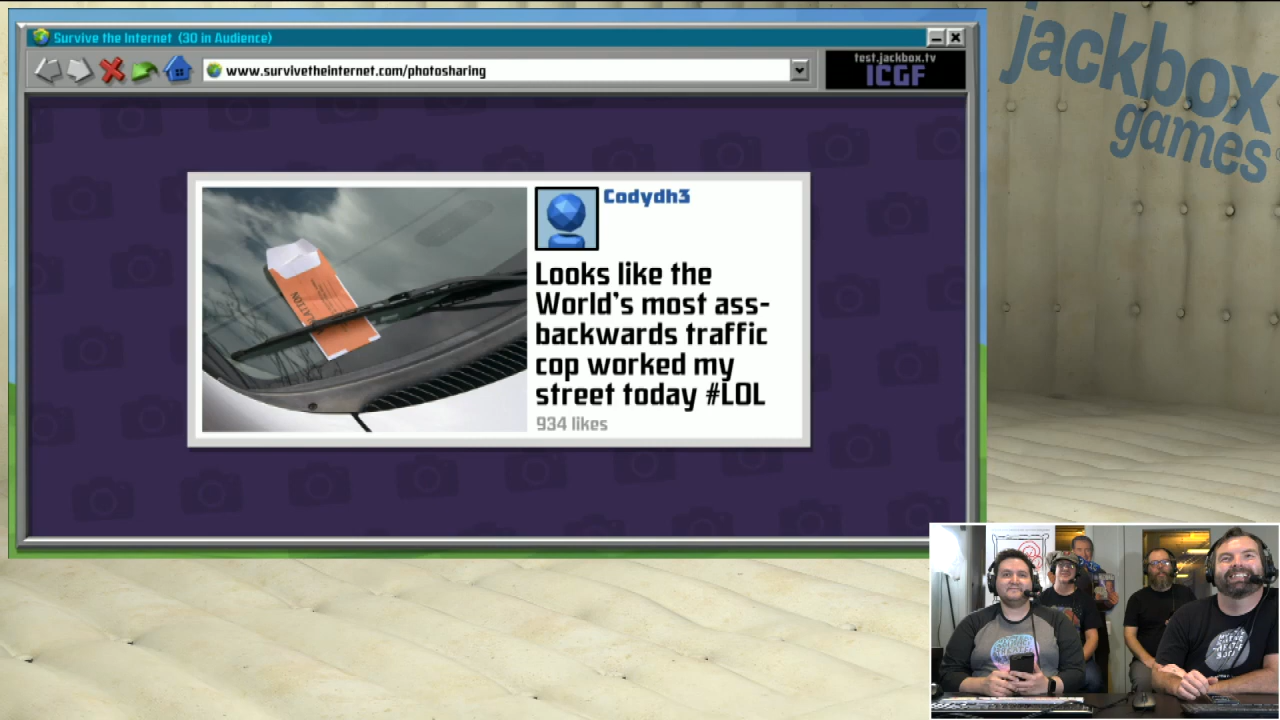 Survive the Internet (30 in Audience)
www.survivetheinternet.com/photosharing
test.jackbox.tv
ICGF
jackbox
games
Codydh3
Looks like the
World's most ass-
backwards traffic
cop worked my
street today #LOL
934 likes